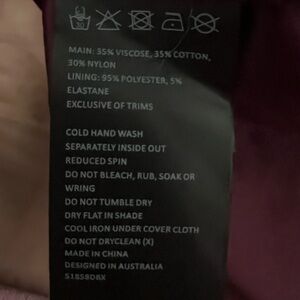 30
MAIN: 35% VISCOSE, 35% COTTON,
30% NYLON
LINING: 95% POLYESTER, 5%
ELASTANE
EXCLUSIVE OF TRIMS
COLD HAND WASH
SEPARATELY INSIDE OUT
REDUCED SPIN
DO NOT BLEACH, RUB, SOAK OR
WRING
DO NOT TUMBLE DRY
DRY FLAT IN SHADE
COOL IRON UNDER COVER CLOTH
DO NOT DRYCLEAN (X)
MADE IN CHINA
DESIGNED IN AUSTRALIA
51858DBX